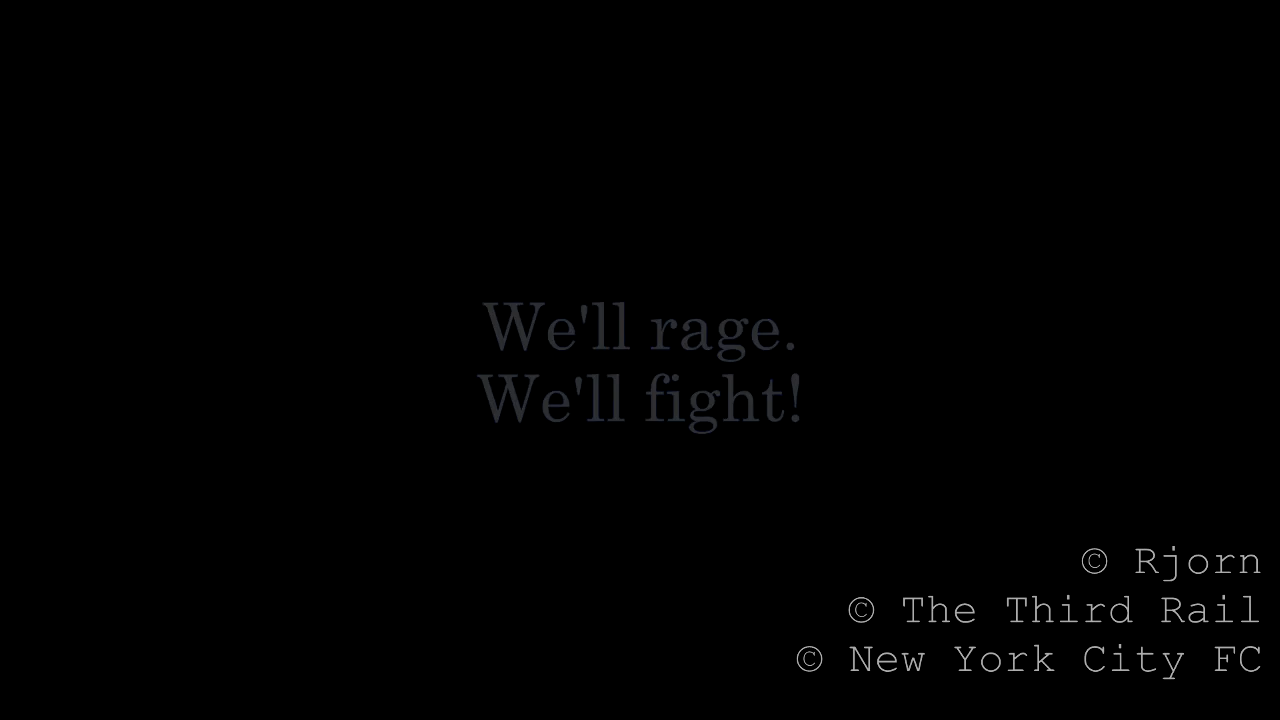 We'll rage.
We'll fight!
© Rjorn
© The Third Rail
© New York City FC